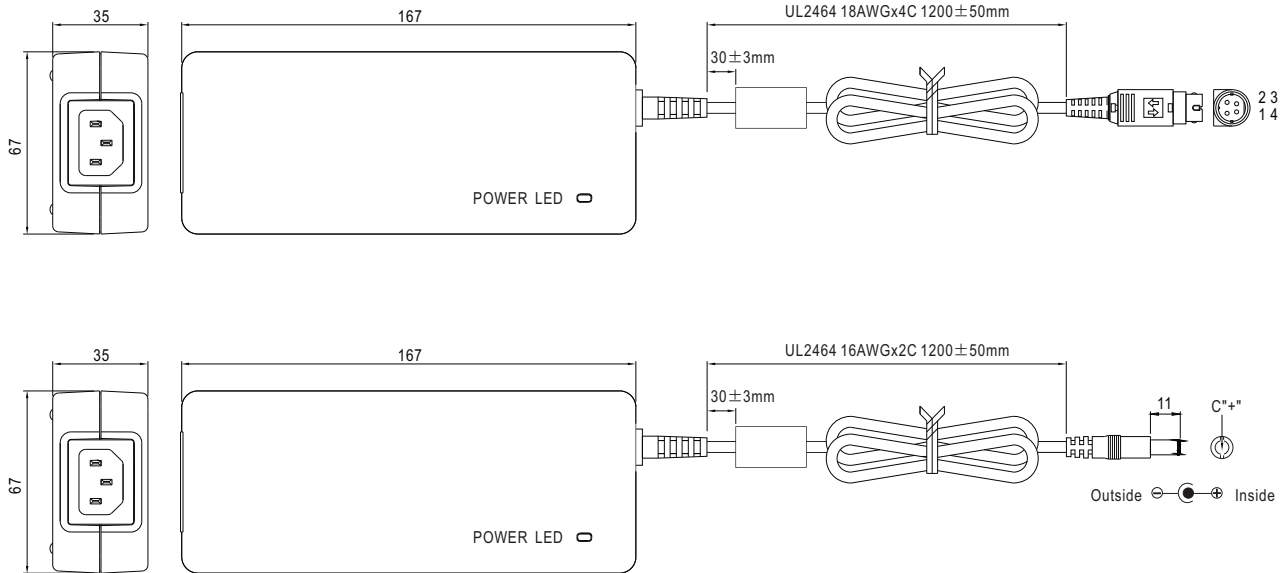 35
167
UL2464 18AWGx4C 1200±50mm
30±3mm
67
2 3
1 4
POWER LED
35
167
UL2464 16AWGx2C 1200±50mm
30±3mm
11
C"+"
67
Outside
Inside
POWER LED